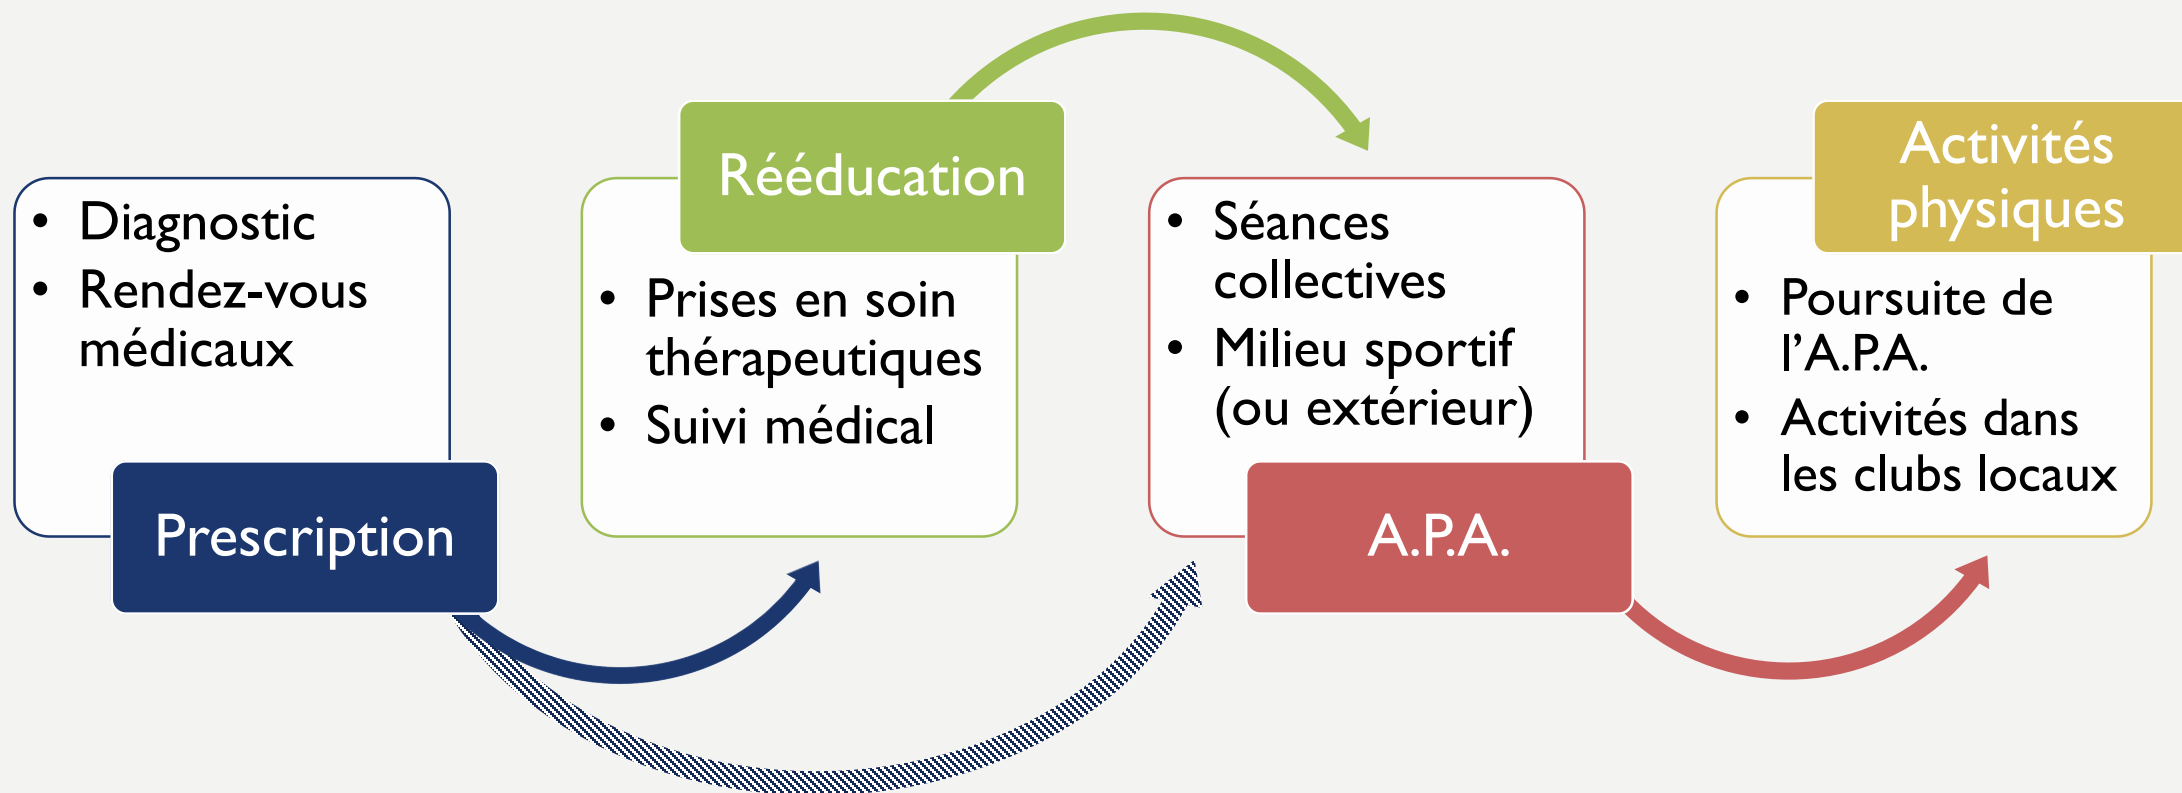 • Diagnostic
• Rendez-vous
médicaux
Prescription
Rééducation
• Prises en soin
thérapeutiques
• Suivi médical
• Séances
collectives
• Milieu sportif
(ou extérieur)
A.P.A.
Activités
physiques
• Poursuite de
l’A.P.A.
• Activités dans
les clubs locaux